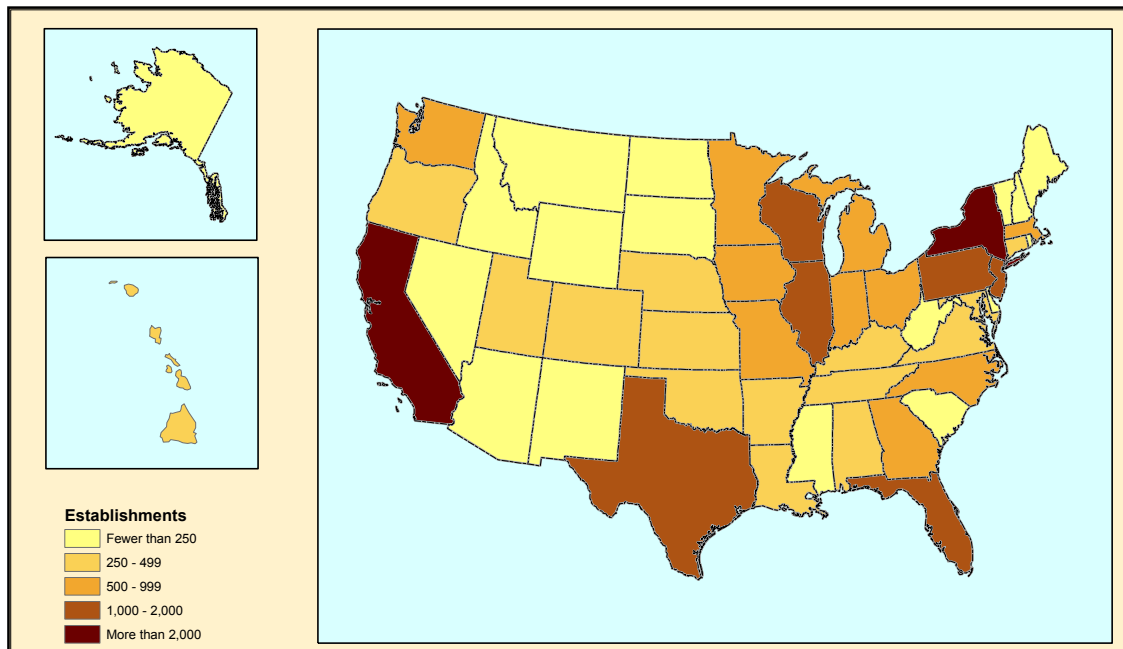 Establishments
Fewer than 250
250 - 499
500 - 999
1,000 - 2,000
More than 2,000